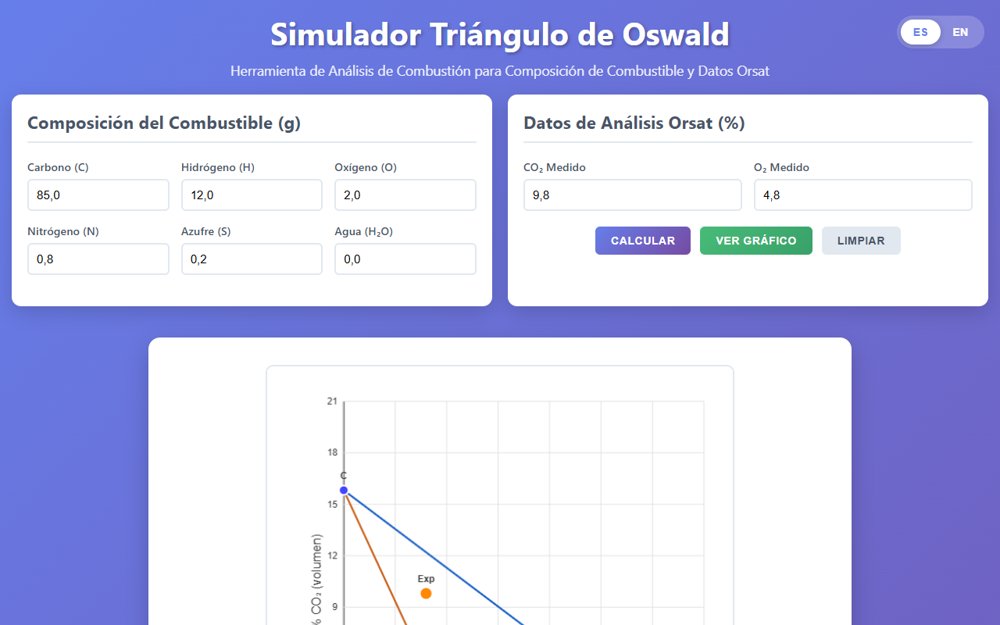 Simulador Triángulo de Oswald
ES EN
Herramienta de Análisis de Combustión para Composición de Combustible y Datos Orsat
Composición del Combustible (g)
Carbono (C) Hidrógeno (H) Oxígeno (O)
85,0 12,0 2,0
Nitrógeno (N) Azufre (S) Agua (H₂O)
0,8 0,2 0,0
Datos de Análisis Orsat (%)
CO₂ Medido O₂ Medido
9,8 4,8
CALCULAR VER GRÁFICO LIMPIAR
21
18
C
15
12
Exp
9
% CO₂ (volumen)